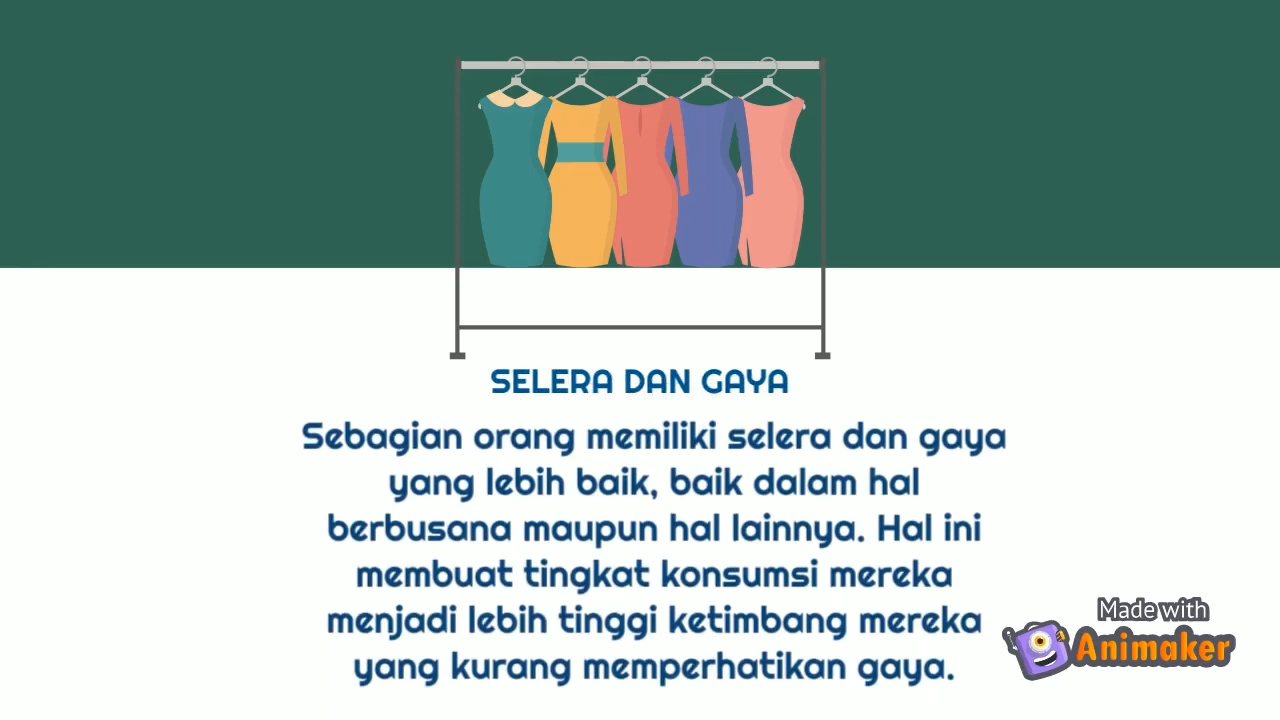 SELERA DAN GAYA
Sebagian orang memiliki selera dan gaya
yang lebih baik, baik dalam hal
berbusana maupun hal lainnya. Hal ini
membuat tingkat konsumsi mereka
menjadi lebih tinggi ketimbang mereka
yang kurang memperhatikan gaya.
Made with
Animaker